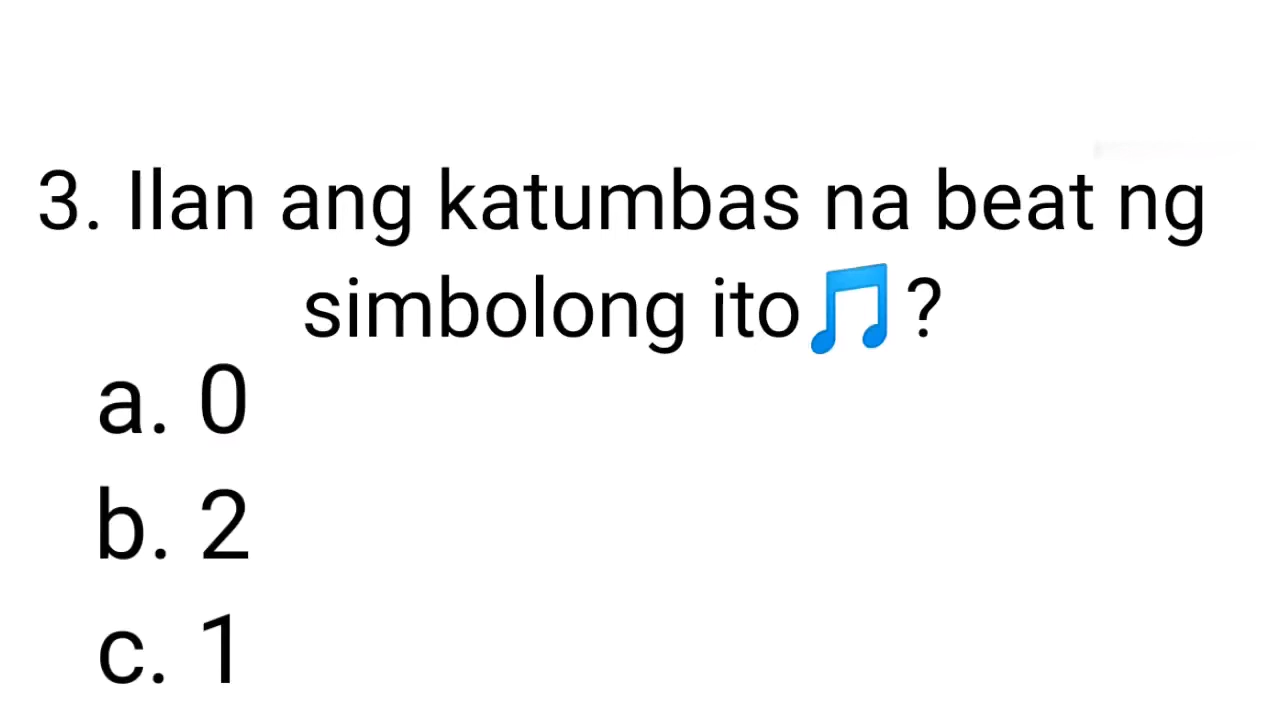 3. Ilan ang katumbas na beat ng
simbolong ito🎵?
a. 0
b. 2
c. 1